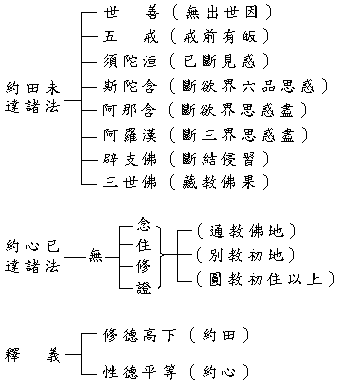 約田未達諸法
世善（無出世因）
五戒（戒前有皈）
須陀洹（已斷見惑）
斯陀含（斷欲界六品思惑）
阿那含（斷欲界思惑盡）
阿羅漢（斷三界思惑盡）
辟支佛（斷結侵習）
三世佛（藏教佛果）
約心已達諸法
無
念
住
修
證
（通教佛地）
（別教初地）
（圓教初住以上）
釋義
修德高下（約田）
性德平等（約心）